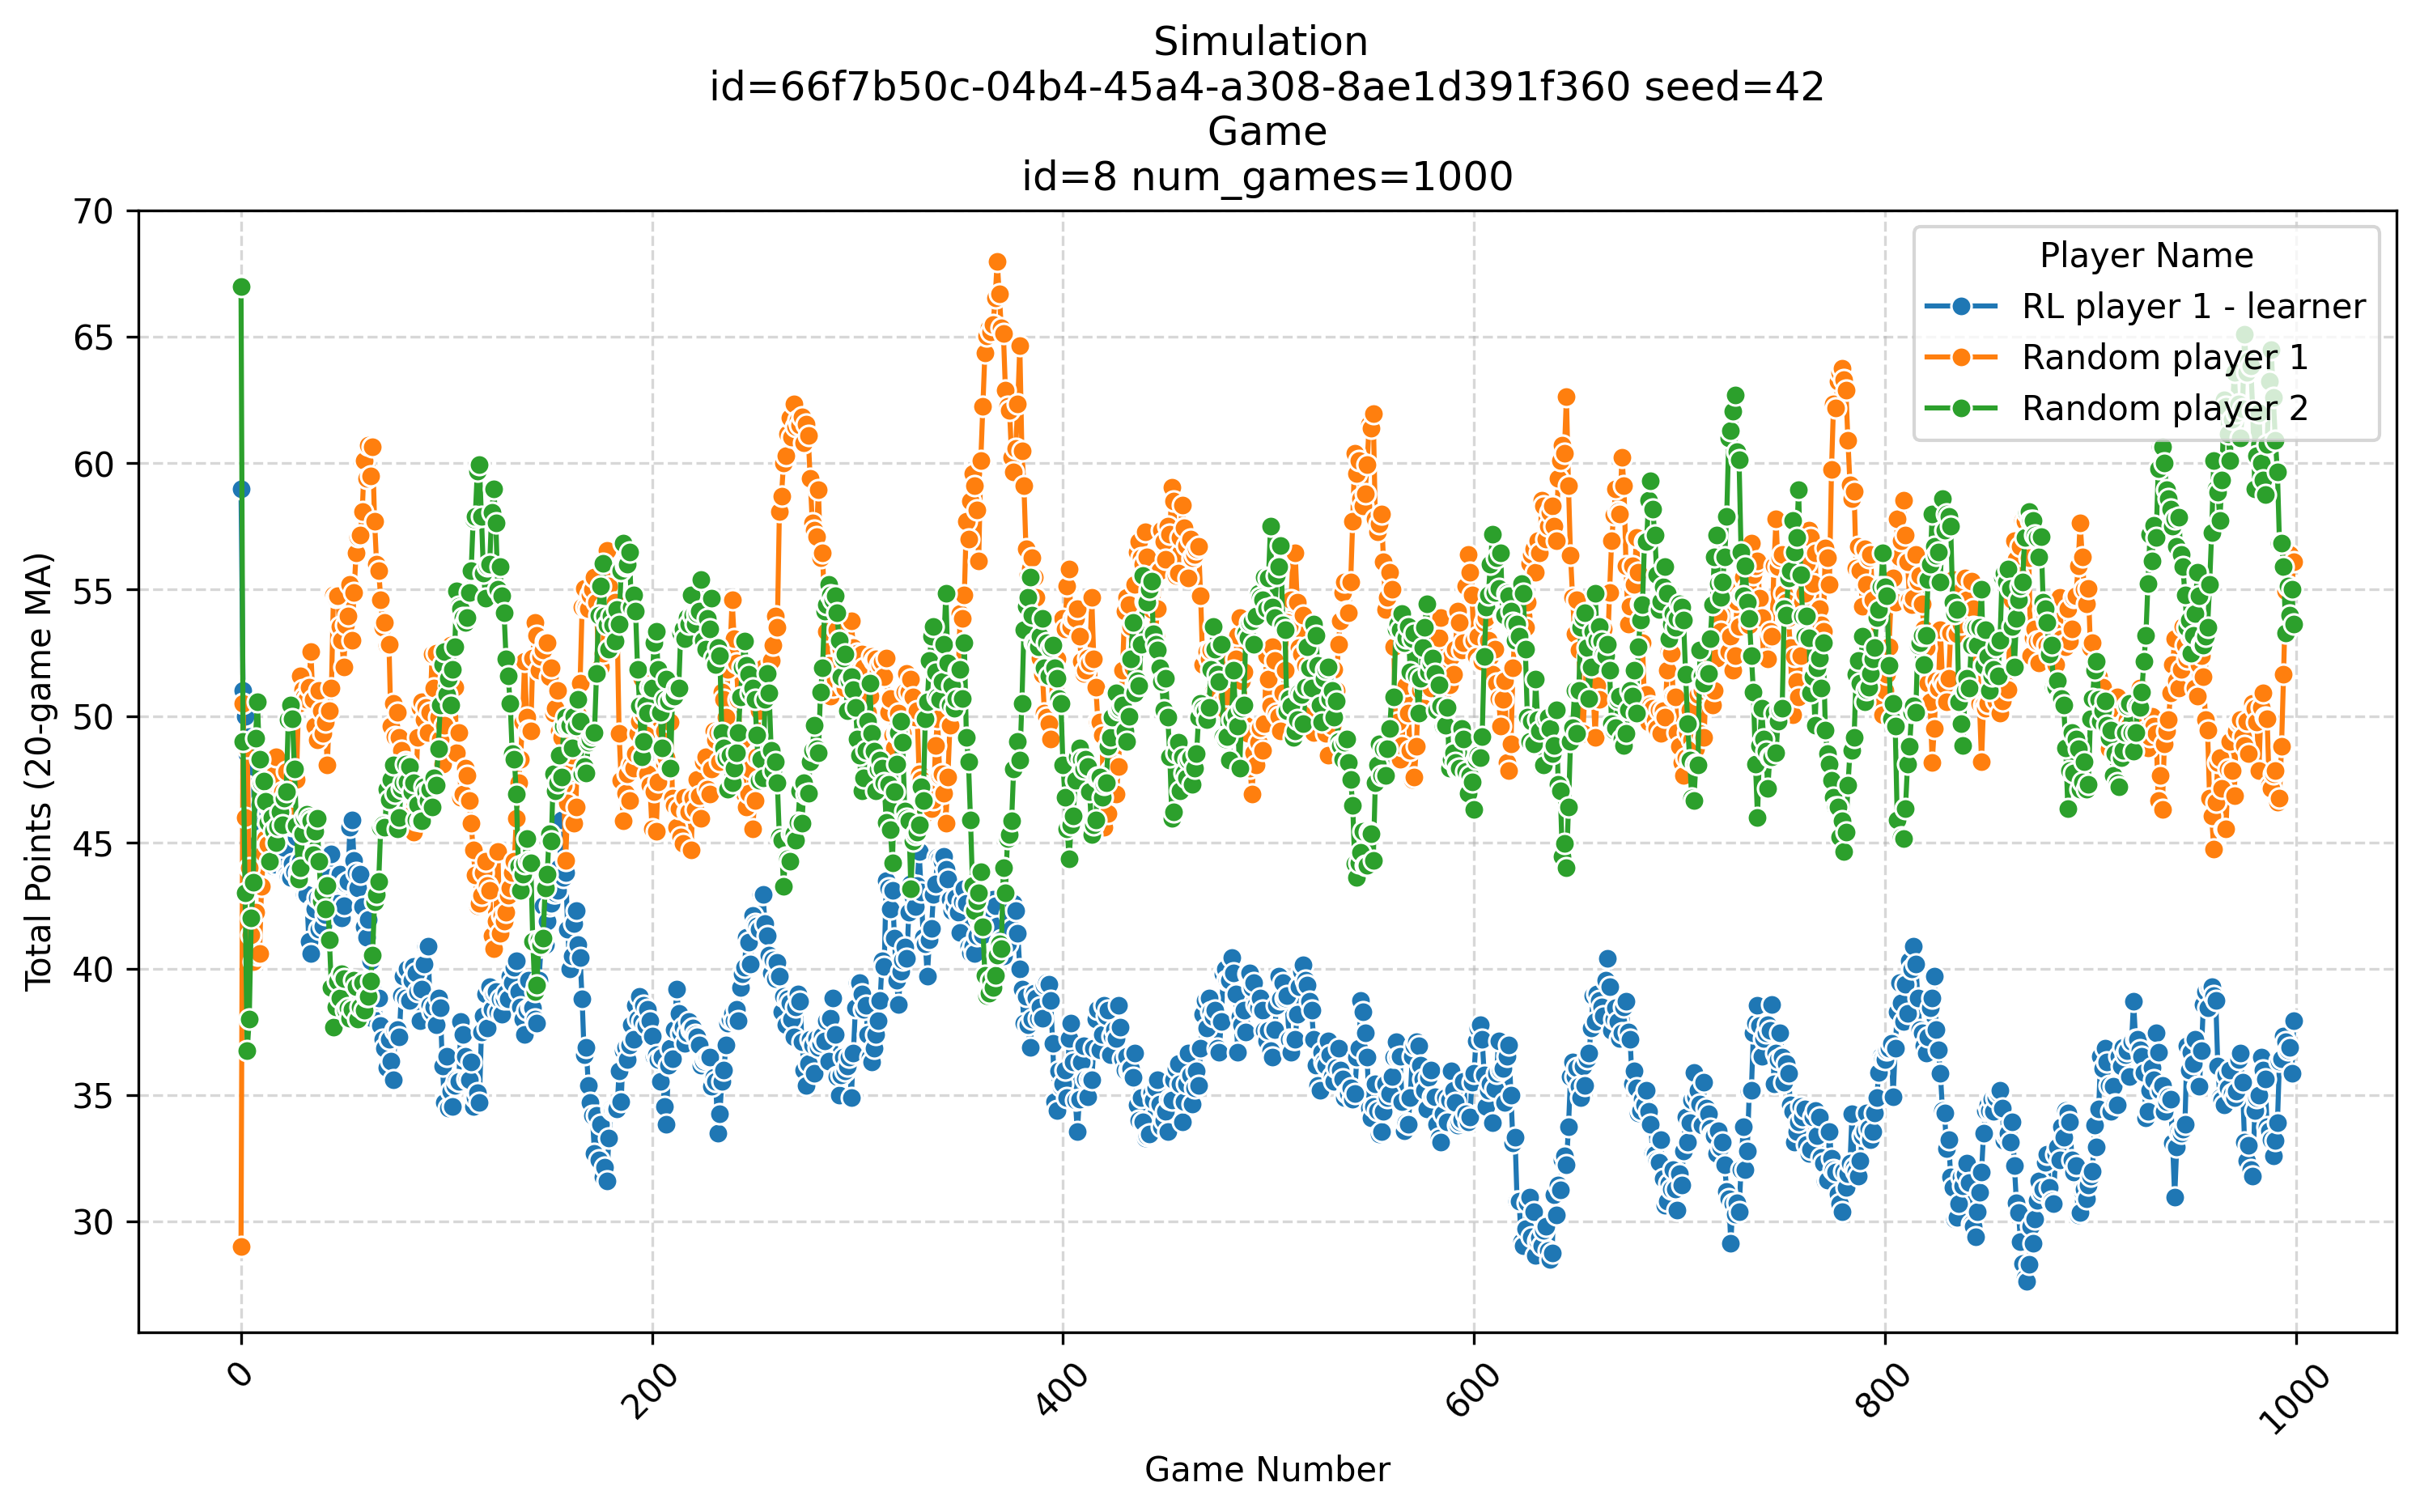 Simulation
id=66f7b50c-04b4-45a4-a308-8ae1d391f360 seed=42
Game
id=8 num_games=1000
Total Points (20-game MA)
70
65
60
55
50
45
40
35
30
Player Name
RL player 1 - learner
Random player 1
Random player 2
0
200
400
600
800
1000
Game Number